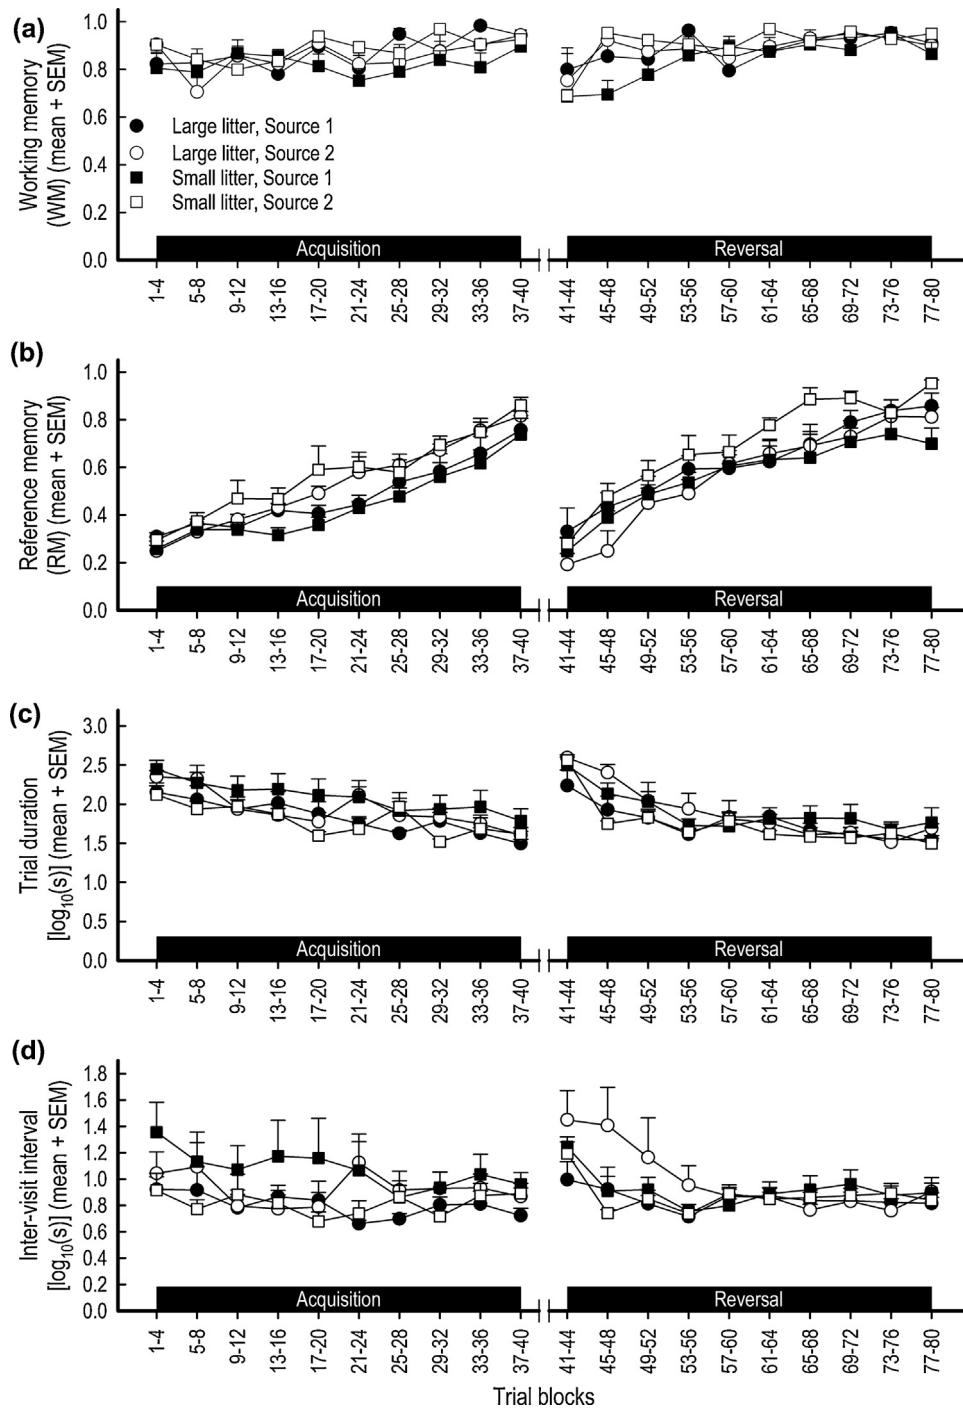 (a)
Working memory
(WM) (mean + SEM)
1.0
0.8
0.6
0.4
0.2
0.0
Large litter, Source 1
Large litter, Source 2
Small litter, Source 1
Small litter, Source 2
Acquisition
Reversal
1-4 5-8 9-12 13-16 17-20 21-24 25-28 29-32 33-36 37-40 41-44 45-48 49-52 53-56 57-60 61-64 65-68 69-72 73-76 77-80
(b)
Reference memory
(RM) (mean + SEM)
1.0
0.8
0.6
0.4
0.2
0.0
Acquisition
Reversal
1-4 5-8 9-12 13-16 17-20 21-24 25-28 29-32 33-36 37-40 41-44 45-48 49-52 53-56 57-60 61-64 65-68 69-72 73-76 77-80
(c)
Trial duration
[log10(s)] (mean + SEM)
3.0
2.5
2.0
1.5
1.0
0.5
0.0
Acquisition
Reversal
1-4 5-8 9-12 13-16 17-20 21-24 25-28 29-32 33-36 37-40 41-44 45-48 49-52 53-56 57-60 61-64 65-68 69-72 73-76 77-80
(d)
Inter-visit interval
[log10(s)] (mean + SEM)
1.8
1.6
1.4
1.2
1.0
0.8
0.6
0.4
0.2
0.0
Acquisition
Reversal
1-4 5-8 9-12 13-16 17-20 21-24 25-28 29-32 33-36 37-40 41-44 45-48 49-52 53-56 57-60 61-64 65-68 69-72 73-76 77-80
Trial blocks